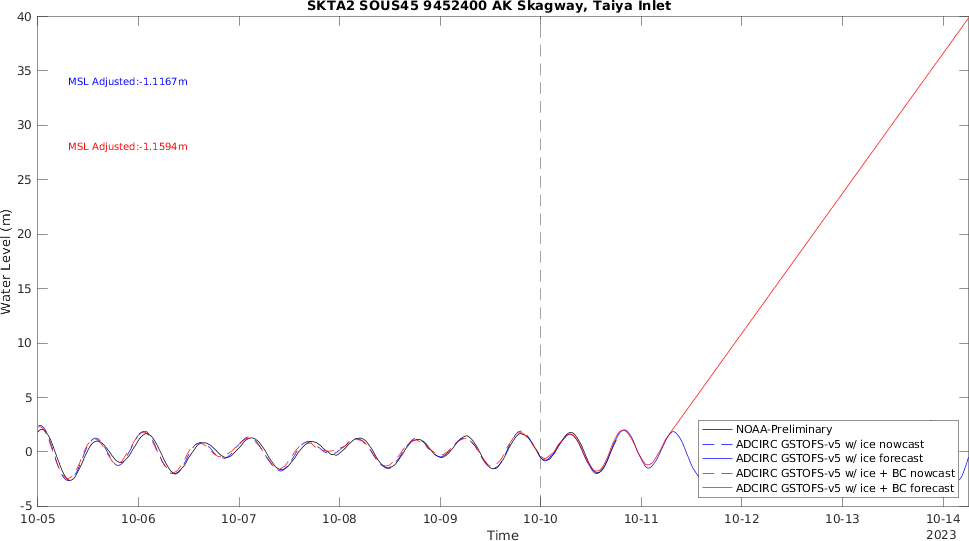 SKTA2 SOUS45 9452400 AK Skagway, Taiya Inlet
40
35
30
25
20
15
10
5
0
-5
Water Level (m)
MSL Adjusted:-1.1167m
MSL Adjusted:-1.1594m
NOAA-Preliminary
ADCIRC GSTOFS-v5 w/ ice nowcast
ADCIRC GSTOFS-v5 w/ ice forecast
ADCIRC GSTOFS-v5 w/ ice + BC nowcast
ADCIRC GSTOFS-v5 w/ ice + BC forecast
10-05 10-06 10-07 10-08 10-09 10-10 10-11 10-12 10-13 10-14
2023
Time